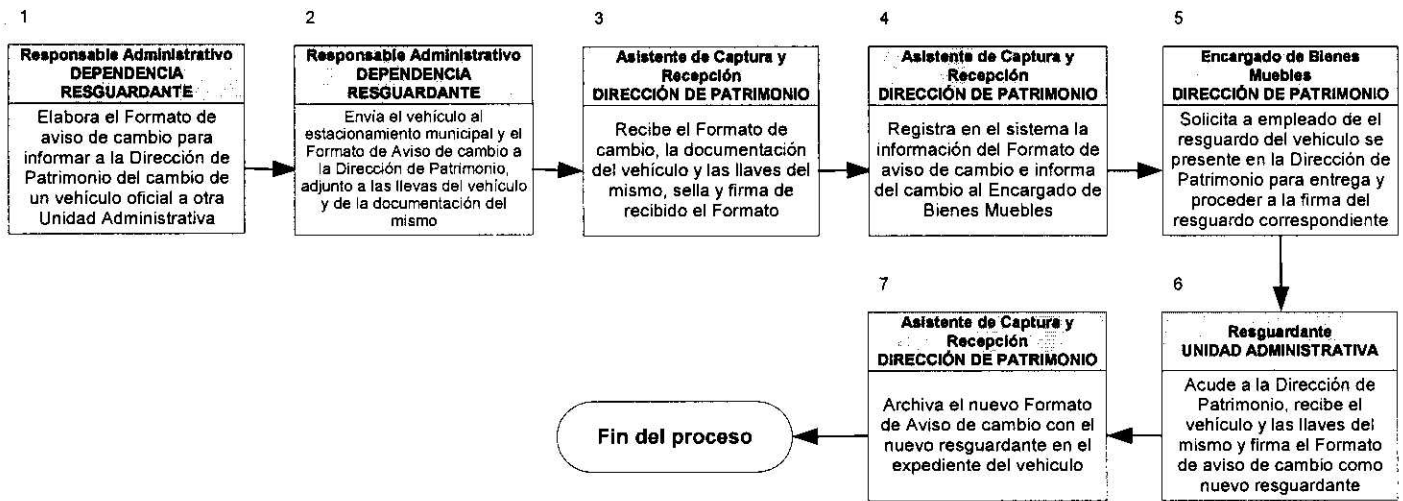 1
Responsable Administrativo
DEPENDENCIA
RESGUARDANTE
Elabora el Formato de
aviso de cambio para
informar a la Dirección de
Patrimonio del cambio de
un vehículo oficial a otra
Unidad Administrativa
2
Responsable Administrativo
DEPENDENCIA
RESGUARDANTE
Envía el vehículo al
estacionamiento municipal y el
Formato de Aviso de cambio a
la Dirección de Patrimonio,
adjunto a las llevas del vehículo
y de la documentación del
mismo
3
Asistente de Captura y
Recepción
DIRECCIÓN DE PATRIMONIO
Recibe el Formato de
cambio, la documentación
del vehículo y las llaves del
mismo, sella y firma de
recibido el Formato
4
Asistente de Captura y
Recepción
DIRECCIÓN DE PATRIMONIO
Registra en el sistema la
información del Formato de
aviso de cambio e informa
del cambio al Encargado de
Bienes Muebles
5
Encargado de Bienes
Muebles
DIRECCIÓN DE PATRIMONIO
Solicita a empleado de el
resguardo del vehiculo se
presente en la Dirección de
Patrimonio para entrega y
proceder a la firma del
resguardo correspondiente
6
Resguardante
UNIDAD ADMINISTRATIVA
Acude a la Dirección de
Patrimonio, recibe el
vehículo y las llaves del
mismo y firma el Formato
de aviso de cambio como
nuevo resguardante
7
Asistente de Captura y
Recepción
DIRECCIÓN DE PATRIMONIO
Archiva el nuevo Formato
de Aviso de cambio con el
nuevo resguardante en el
expediente del vehiculo
Fin del proceso